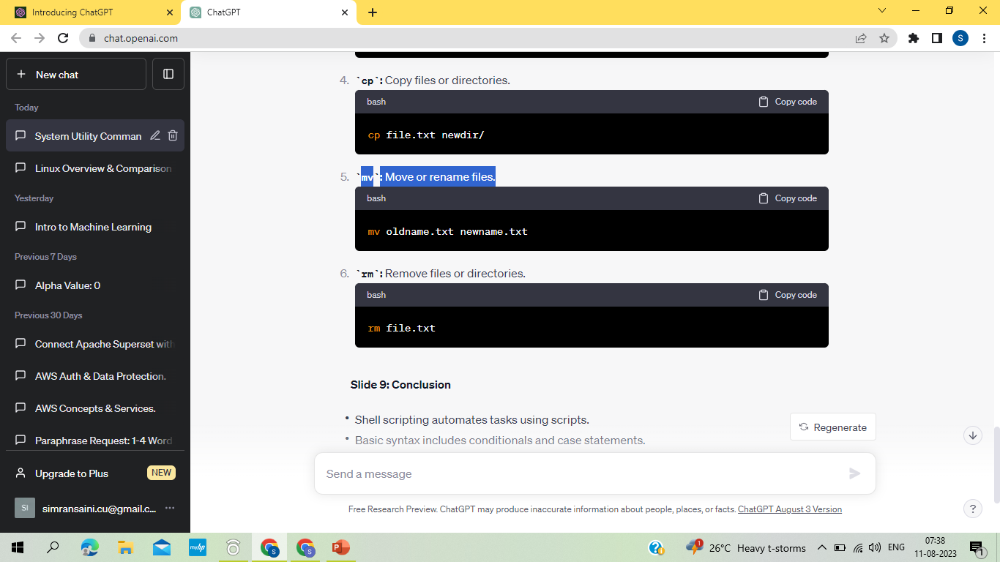 Introducing ChatGPT
ChatGPT
chat.openai.com
S
New chat
Today
System Utility Comman
Linux Overview & Comparison
Yesterday
Intro to Machine Learning
Previous 7 Days
Alpha Value: 0
Previous 30 Days
Connect Apache Superset with
AWS Auth & Data Protection.
AWS Concepts & Services.
Paraphrase Request: 1-4 Word
Upgrade to Plus
NEW
SI
simransaini.cu@gmail.c...
4. `cp`: Copy files or directories.
bash
Copy code
cp file.txt newdir/
5. `mv`: Move or rename files.
bash
Copy code
mv oldname.txt newname.txt
6. `rm`: Remove files or directories.
bash
Copy code
rm file.txt
Slide 9: Conclusion
• Shell scripting automates tasks using scripts.
• Basic syntax includes conditionals and case statements.
Regenerate
Send a message
Free Research Preview. ChatGPT may produce inaccurate information about people, places, or facts. ChatGPT August 3 Version
?
myhp
S
S
P
?
1
26°C Heavy t-storms
ENG
07:38
11-08-2023
1